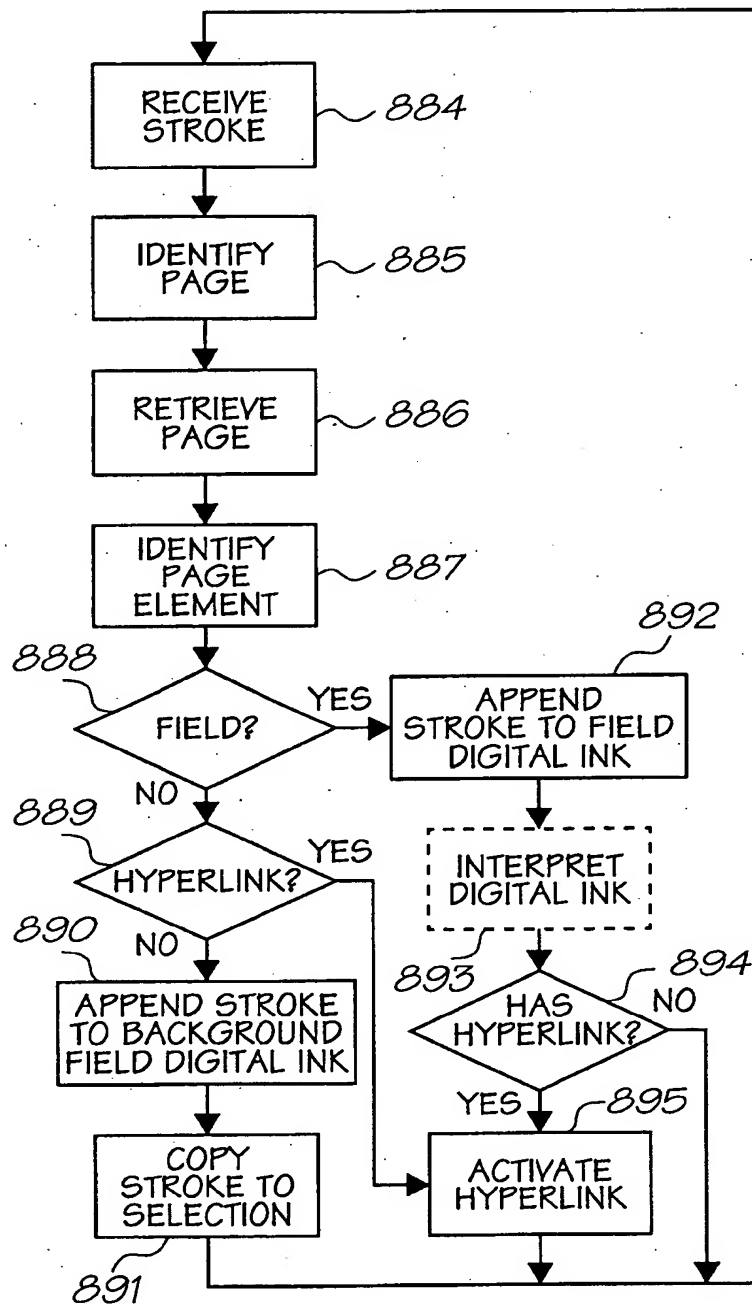 RECEIVE
STROKE
884
IDENTIFY
PAGE
885
RETRIEVE
PAGE
886
IDENTIFY
PAGE
ELEMENT
887
888
FIELD?
YES
NO
892
APPEND
STROKE TO FIELD
DIGITAL INK
889
HYPERLINK?
YES
NO
INTERPRET
DIGITAL INK
893
890
APPEND STROKE
TO BACKGROUND
FIELD DIGITAL INK
894
HAS
HYPERLINK?
NO
YES
895
COPY
STROKE TO
SELECTION
891
ACTIVATE
HYPERLINK